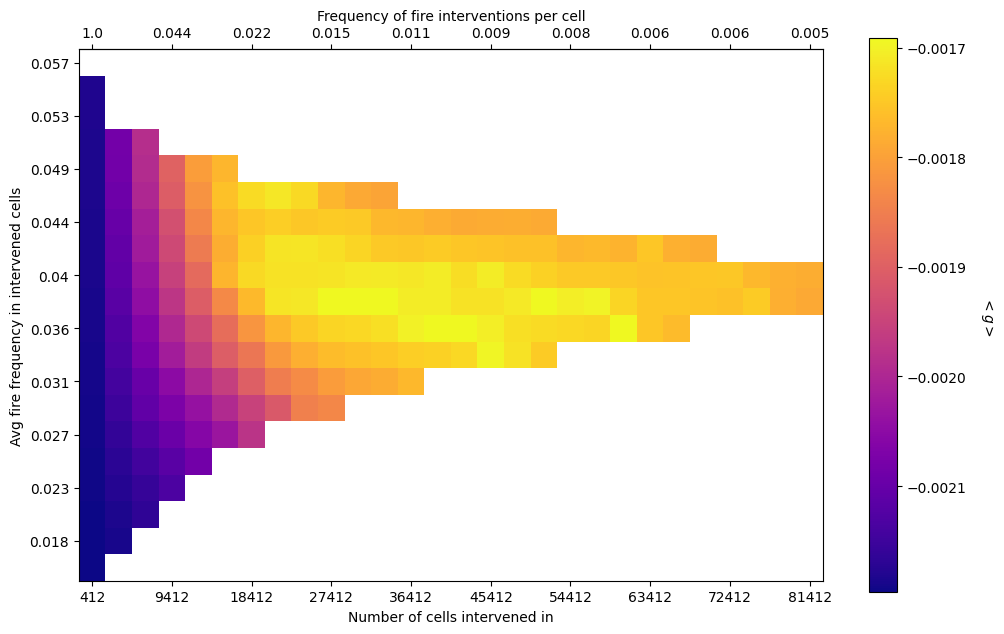 Frequency of fire interventions per cell
1.0 0.044 0.022 0.015 0.011 0.009 0.008 0.006 0.006 0.005
Avg fire frequency in intervened cells
0.057
0.053
0.049
0.044
0.04
0.036
0.031
0.027
0.023
0.018
412 9412 18412 27412 36412 45412 54412 63412 72412 81412
Number of cells intervened in
−0.0017
−0.0018
−0.0019
−0.0020
−0.0021
< g >